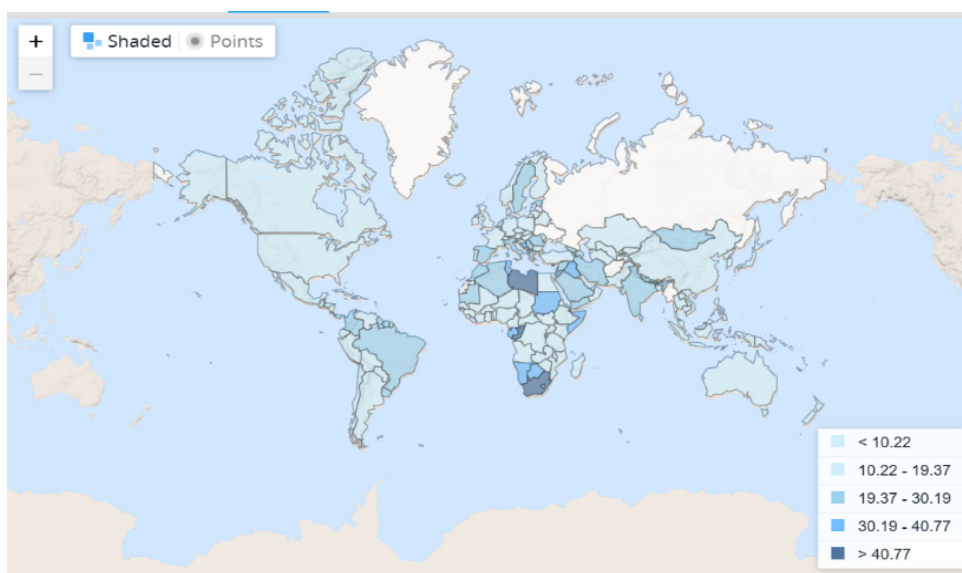 +
Shaded Points
−
< 10.22
10.22 - 19.37
19.37 - 30.19
30.19 - 40.77
> 40.77